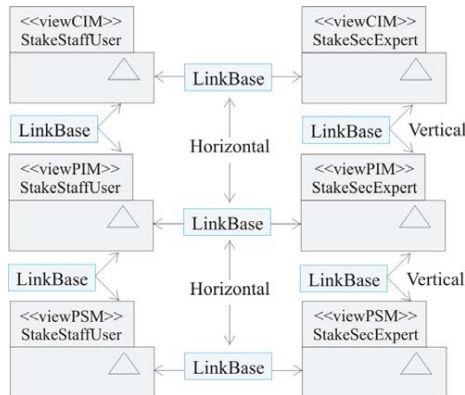 <<viewCIM>>
StakeStaffUser
<<viewCIM>>
StakeSecExpert
LinkBase
LinkBase
LinkBase
Vertical
Horizontal
<<viewPIM>>
StakeStaffUser
<<viewPIM>>
StakeSecExpert
LinkBase
LinkBase
LinkBase
Vertical
Horizontal
<<viewPSM>>
StakeStaffUser
<<viewPSM>>
StakeSecExpert
LinkBase